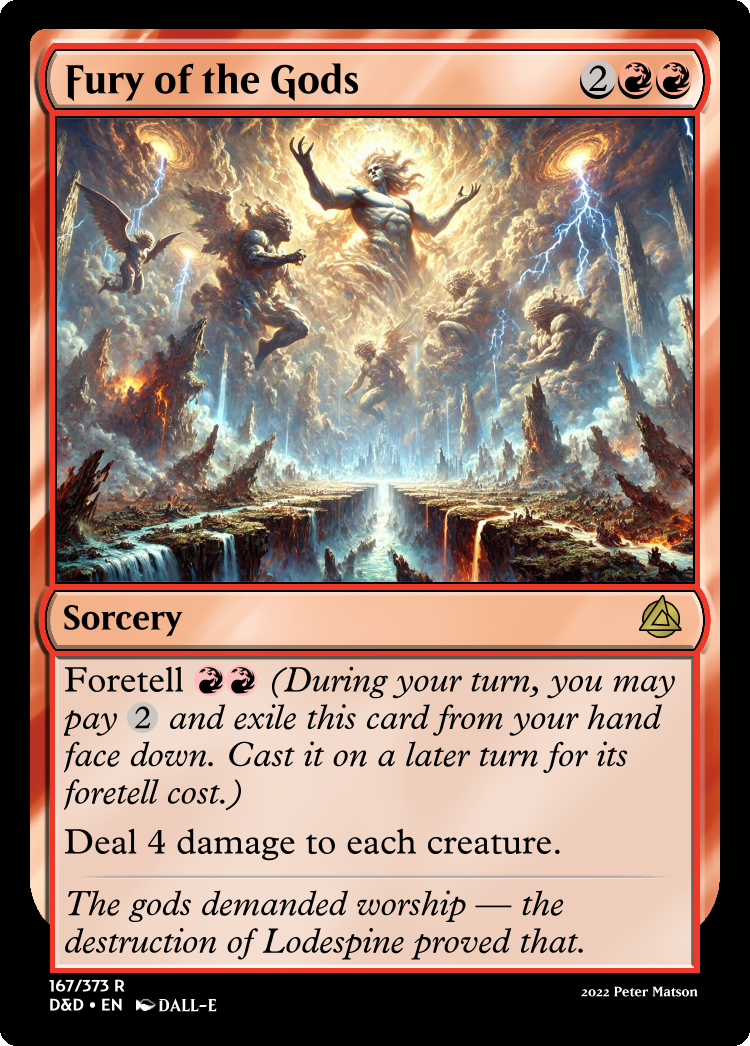 Fury of the Gods 2
Sorcery
Foretell (During your turn, you may
pay 2 and exile this card from your hand
face down. Cast it on a later turn for its
foretell cost.)
Deal 4 damage to each creature.
The gods demanded worship — the
destruction of Lodespine proved that.
167/373 R
D&D • EN DALL-E
2022 Peter Matson